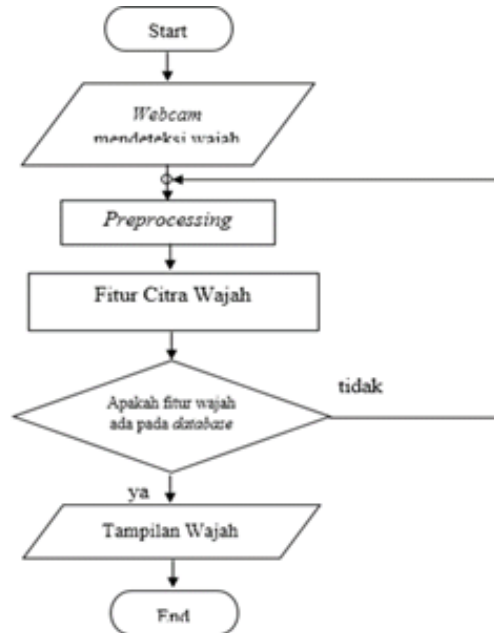 Start
Webcam
mendeteksi wajah
Preprocessing
Fitur Citra Wajah
Apakah fitur wajah
ada pada database
tidak
ya
Tampilan Wajah
End